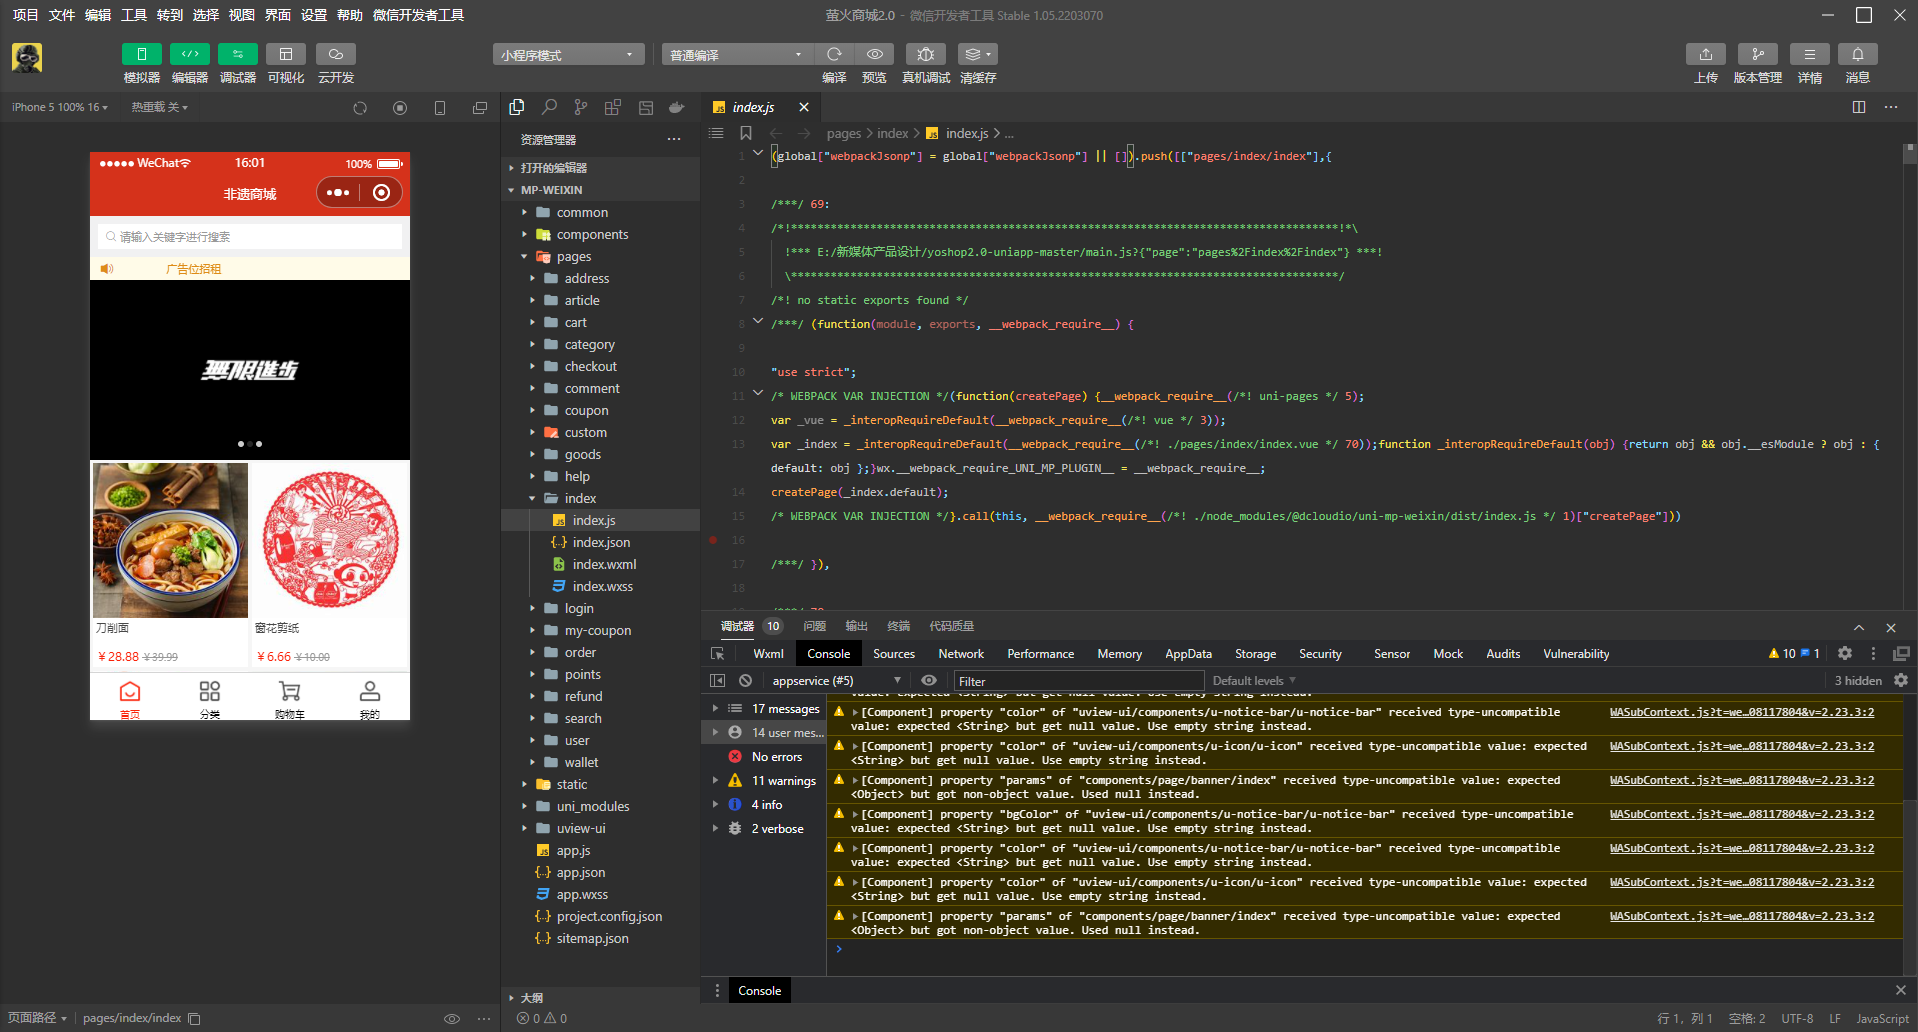 项目 文件 编辑 工具 转到 选择 视图 界面 设置 帮助 微信开发者工具
萤火商城2.0 - 微信开发者工具 Stable 1.05.2203070
模拟器 编辑器 调试器 可视化 云开发
小程序模式 普通编译
编译 预览 真机调试 清缓存
上传 版本管理 详情 消息
iPhone 5 100% 16 热重载 关
WeChat 16:01 100%
非遗商城
请输入关键字进行搜索
广告位招租
無限進步
刀削面
¥28.88 ¥39.99
窗花剪纸
¥6.66 ¥10.00
首页 分类 购物车 我的
页面路径 pages/index/index
资源管理器
打开的编辑器
MP-WEIXIN
common
components
pages
address
article
cart
category
checkout
comment
coupon
custom
goods
help
index
index.js
index.json
index.wxml
index.wxss
login
my-coupon
order
points
refund
search
user
wallet
static
uni_modules
uview-ui
app.js
app.json
app.wxss
project.config.json
sitemap.json
大纲
0 0
index.js
pages > index > index.js > ...
1 (global["webpackJsonp"] = global["webpackJsonp"] || []).push([["pages/index/index"],{
2
3 /***/ 69:
4 /*!**********************************************************************************!*\
5 !*** E:/新媒体产品设计/yoshop2.0-uniapp-master/main.js?{"page":"pages%2Findex%2Findex"} ***!
6 \**********************************************************************************/
7 /*! no static exports found */
8 /***/ (function(module, exports, __webpack_require__) {
9
10 "use strict";
11 /* WEBPACK VAR INJECTION */(function(createPage) {__webpack_require__(/*! uni-pages */ 5);
12 var _vue = _interopRequireDefault(__webpack_require__(/*! vue */ 3));
13 var _index = _interopRequireDefault(__webpack_require__(/*! ./pages/index/index.vue */ 70));function _interopRequireDefault(obj) {return obj && obj.__esModule ? obj : {
default: obj };}wx.__webpack_require_UNI_MP_PLUGIN__ = __webpack_require__;
14 createPage(_index.default);
15 /* WEBPACK VAR INJECTION */}.call(this, __webpack_require__(/*! ./node_modules/@dcloudio/uni-mp-weixin/dist/index.js */ 1)["createPage"]))
16
17 /***/ }),
18
调试器 10 问题 输出 终端 代码质量
Wxml Console Sources Network Performance Memory AppData Storage Security Sensor Mock Audits Vulnerability 10 1
appservice (#5) Filter Default levels 3 hidden
17 messages
14 user mes...
No errors
11 warnings
4 info
2 verbose
value: expected <String> but get null value. Use empty string instead.
[Component] property "color" of "uview-ui/components/u-notice-bar/u-notice-bar" received type-uncompatible WASubContext.js?t=we…08117804&v=2.23.3:2
value: expected <String> but get null value. Use empty string instead.
[Component] property "color" of "uview-ui/components/u-icon/u-icon" received type-uncompatible value: expected WASubContext.js?t=we…08117804&v=2.23.3:2
<String> but get null value. Use empty string instead.
[Component] property "params" of "components/page/banner/index" received type-uncompatible value: expected WASubContext.js?t=we…08117804&v=2.23.3:2
<Object> but got non-object value. Used null instead.
[Component] property "bgColor" of "uview-ui/components/u-notice-bar/u-notice-bar" received type-uncompatible WASubContext.js?t=we…08117804&v=2.23.3:2
value: expected <String> but get null value. Use empty string instead.
[Component] property "color" of "uview-ui/components/u-notice-bar/u-notice-bar" received type-uncompatible WASubContext.js?t=we…08117804&v=2.23.3:2
value: expected <String> but get null value. Use empty string instead.
[Component] property "color" of "uview-ui/components/u-icon/u-icon" received type-uncompatible value: expected WASubContext.js?t=we…08117804&v=2.23.3:2
<String> but get null value. Use empty string instead.
[Component] property "params" of "components/page/banner/index" received type-uncompatible value: expected WASubContext.js?t=we…08117804&v=2.23.3:2
<Object> but got non-object value. Used null instead.
Console
行 1，列 1 空格: 2 UTF-8 LF JavaScript